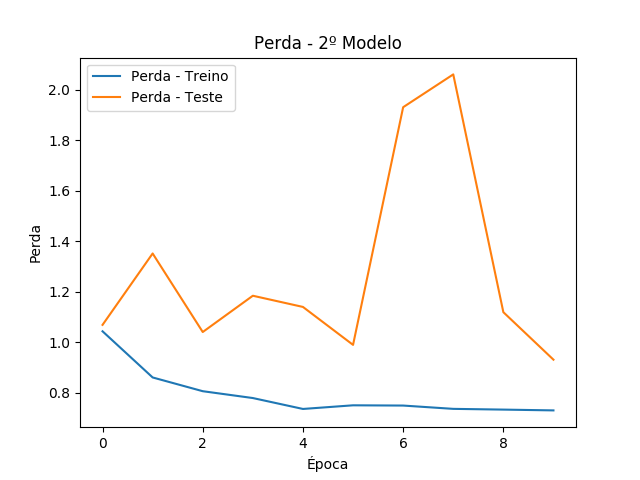 Perda - 2º Modelo
Perda - Treino
Perda - Teste
2.0
1.8
1.6
1.4
1.2
1.0
0.8
Perda
0 2 4 6 8
Época